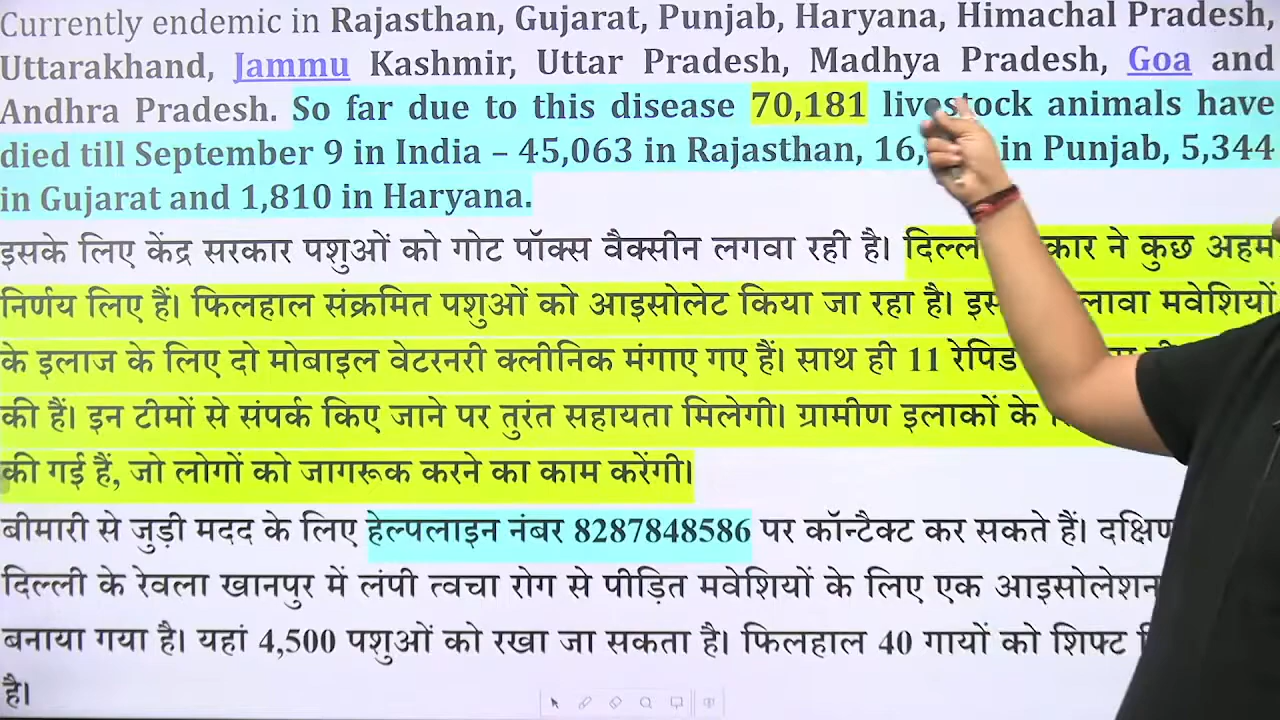 Currently endemic in Rajasthan, Gujarat, Punjab, Haryana, Himachal Pradesh,
Uttarakhand, Jammu Kashmir, Uttar Pradesh, Madhya Pradesh, Goa and
Andhra Pradesh. So far due to this disease 70,181 livestock animals have
died till September 9 in India – 45,063 in Rajasthan, 16, in Punjab, 5,344
in Gujarat and 1,810 in Haryana.
इसके लिए केंद्र सरकार पशुओं को गोट पॉक्स वैक्सीन लगवा रही है। ने कुछ अहम
निर्णय लिए हैं। फिलहाल संक्रमित पशुओं को आइसोलेट किया जा रहा है। मवेशियों
के इलाज के लिए दो मोबाइल वेटरनरी क्लीनिक मंगाए गए हैं। साथ ही 11 रेपिड
की हैं। इन टीमों से संपर्क किए जाने पर तुरंत सहायता मिलेगी। ग्रामीण इलाकों के
की गई हैं, जो लोगों को जागरूक करने का काम करेंगी।
बीमारी से जुड़ी मदद के लिए हेल्पलाइन नंबर 8287848586 पर कॉन्टैक्ट कर सकते हैं। दक्षिण
दिल्ली के रेवला खानपुर में लंपी त्वचा रोग से पीड़ित मवेशियों के लिए एक आइसोलेशन
बनाया गया है। यहां 4,500 पशुओं को रखा जा सकता है। फिलहाल 40 गायों को शिफ्ट
है।